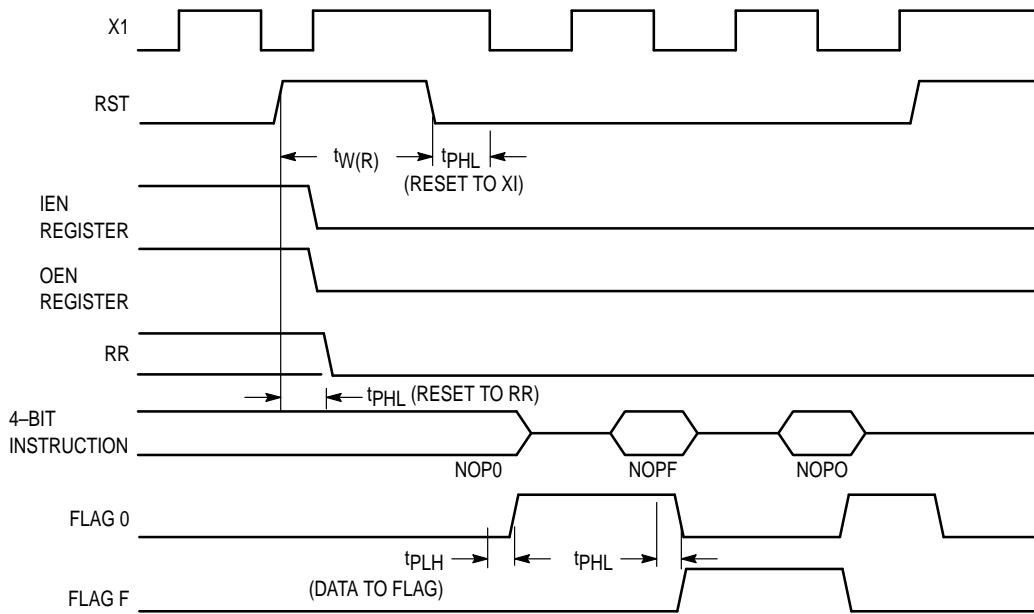 X1
RST
tW(R)
tPHL
(RESET TO XI)
IEN
REGISTER
OEN
REGISTER
RR
tPHL (RESET TO RR)
4–BIT
INSTRUCTION
NOP0
NOPF
NOPO
FLAG 0
tPLH
tPHL
(DATA TO FLAG)
FLAG F